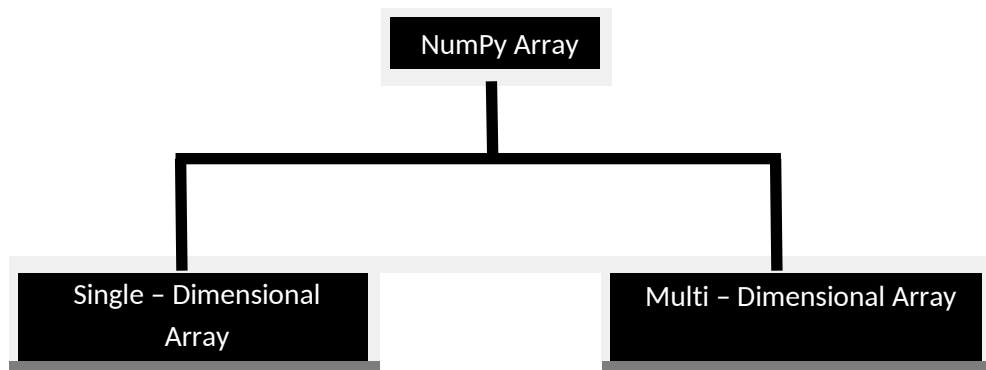 NumPy Array
Single – Dimensional
Array
Multi – Dimensional Array